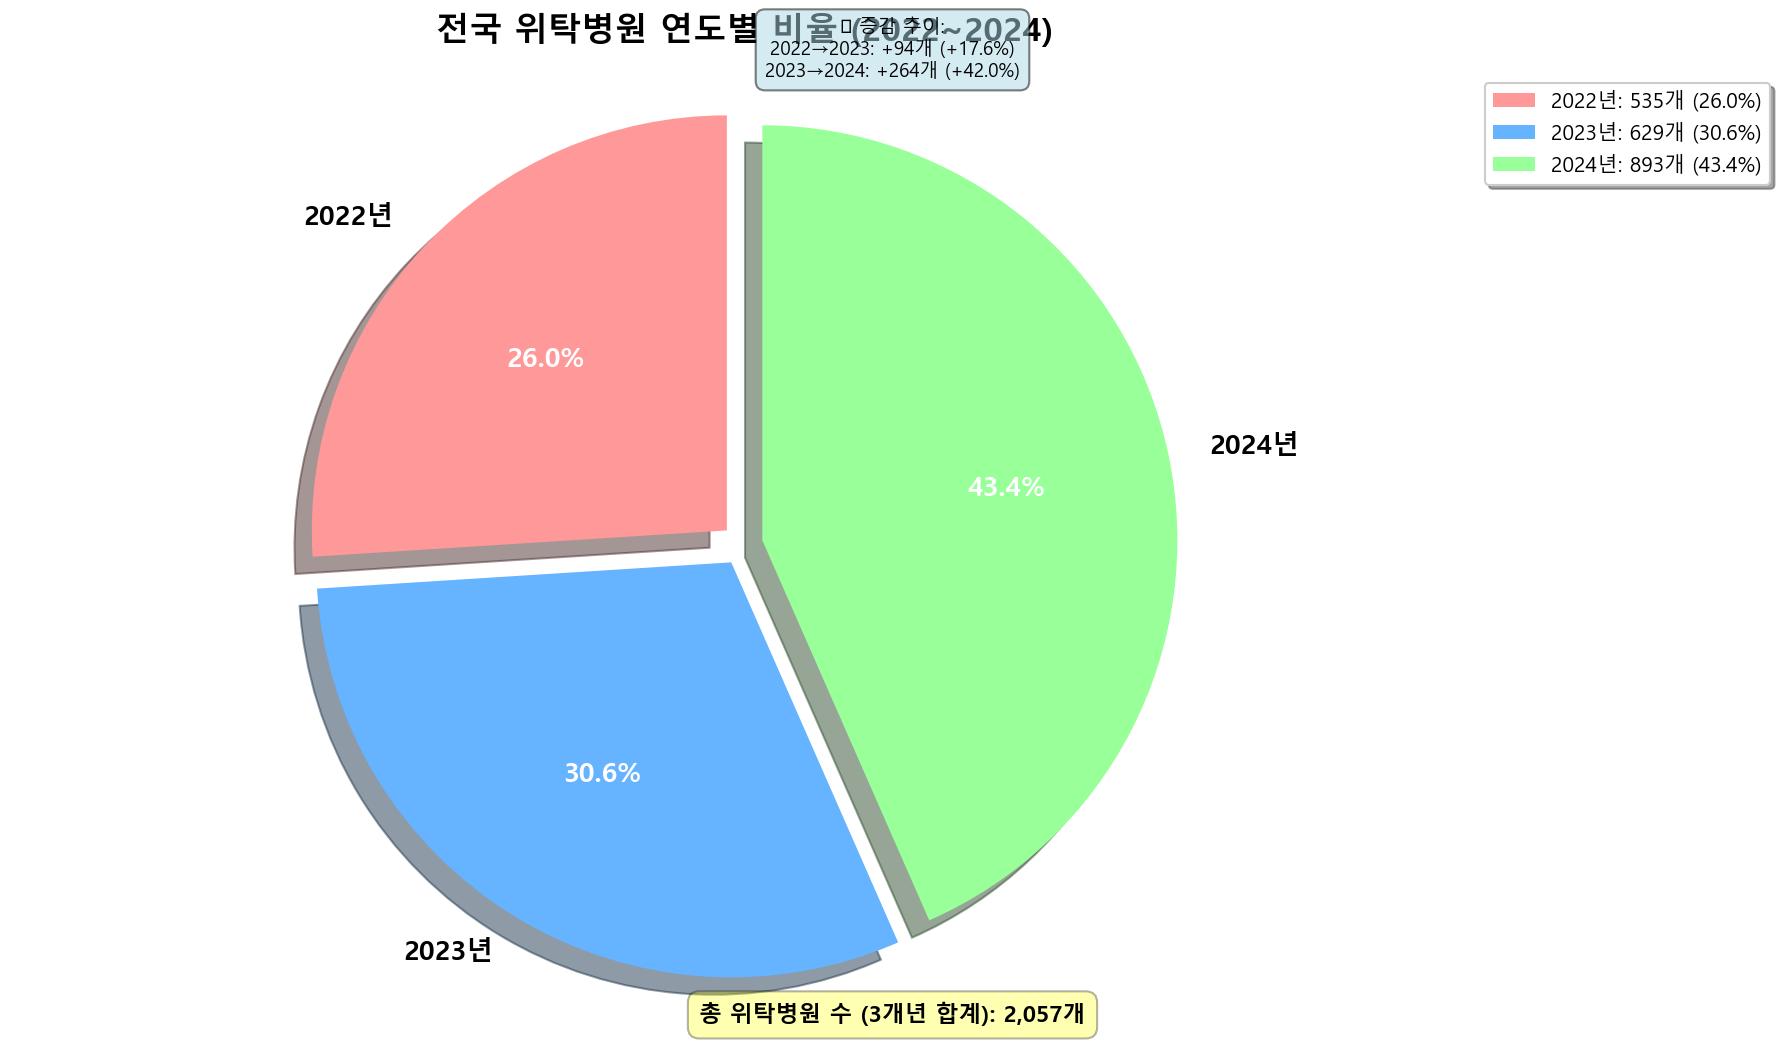 전국 위탁병원 연도별 비율 (2022~2024)
증감 추이:
2022→2023: +94개 (+17.6%)
2023→2024: +264개 (+42.0%)
2022년: 535개 (26.0%)
2023년: 629개 (30.6%)
2024년: 893개 (43.4%)
2022년
26.0%
2024년
43.4%
30.6%
2023년
총 위탁병원 수 (3개년 합계): 2,057개